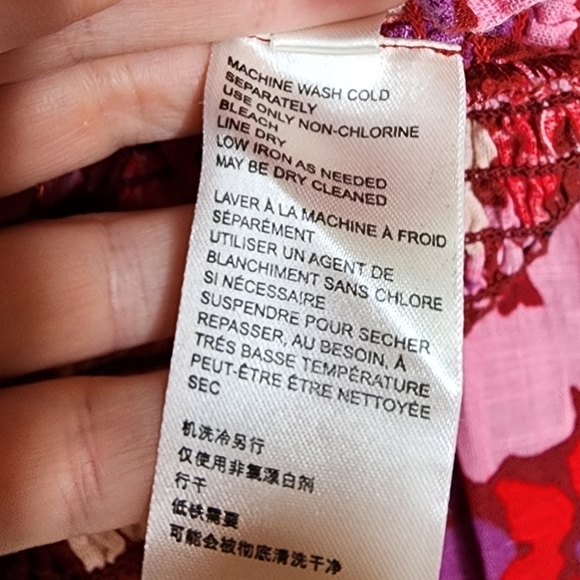 MACHINE WASH COLD
SEPARATELY
USE ONLY NON-CHLORINE
BLEACH
LINE DRY
LOW IRON AS NEEDED
MAY BE DRY CLEANED
LAVER À LA MACHINE À FROID
SÉPARÉMENT
UTILISER UN AGENT DE
BLANCHIMENT SANS CHLORE
SI NÉCESSAIRE
SUSPENDRE POUR SECHER
REPASSER, AU BESOIN, À
TRÉS BASSE TEMPÉRATURE
PEUT-ÊTRE ÊTRE NETTOYÉE
SEC
机洗冷另行
仅使用非氯漂白剂
行干
低铁需要
可能会被彻底清洗干净